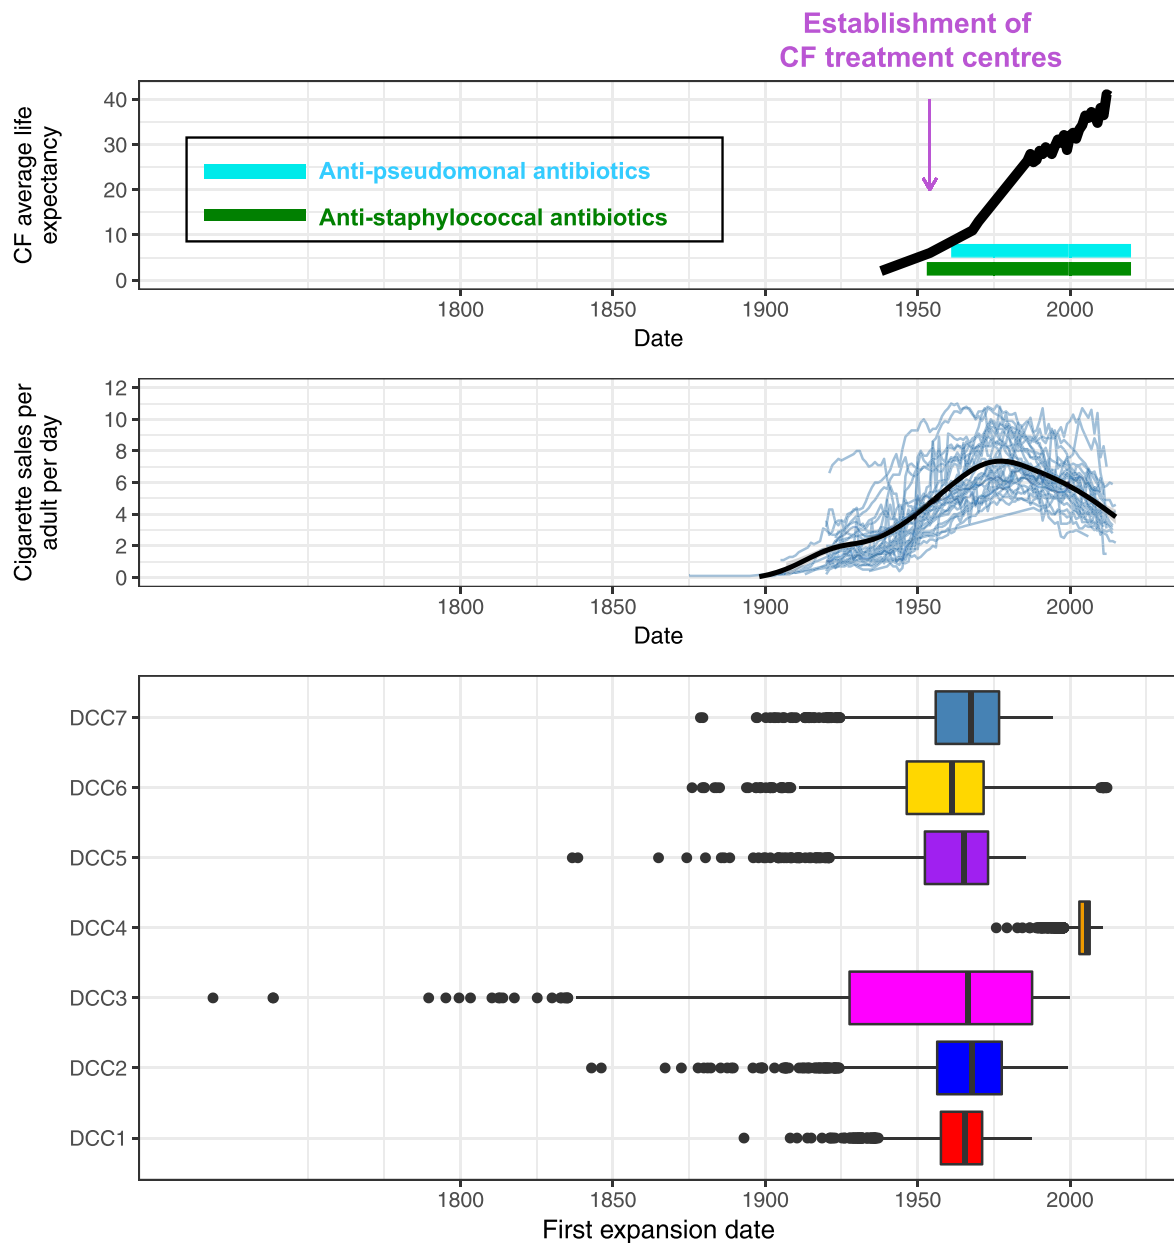 Establishment of
CF treatment centres
CF average life
expectancy
40
30
20
10
0
Anti-pseudomonal antibiotics
Anti-staphylococcal antibiotics
1800 1850 1900 1950 2000
Date
Cigarette sales per
adult per day
12
10
8
6
4
2
0
1800 1850 1900 1950 2000
Date
DCC7
DCC6
DCC5
DCC4
DCC3
DCC2
DCC1
1800 1850 1900 1950 2000
First expansion date